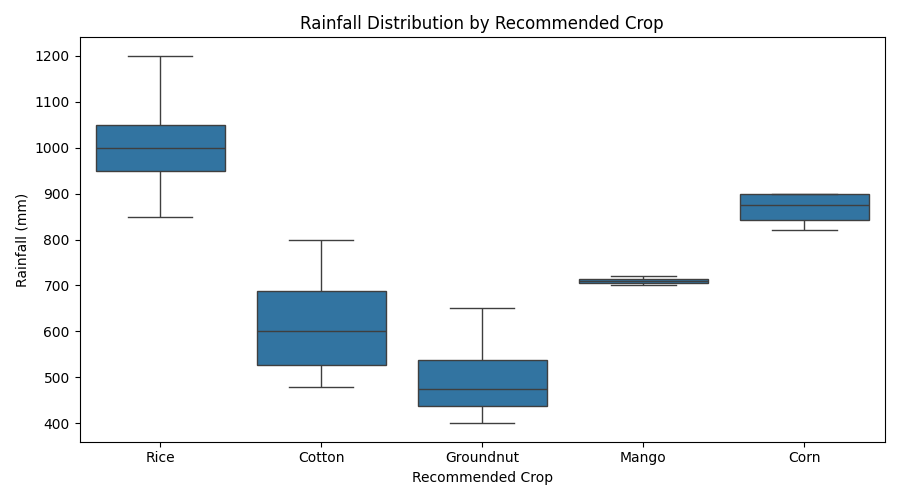 Rainfall Distribution by Recommended Crop
Rainfall (mm)
1200
1100
1000
900
800
700
600
500
400
Rice Cotton Groundnut Mango Corn
Recommended Crop